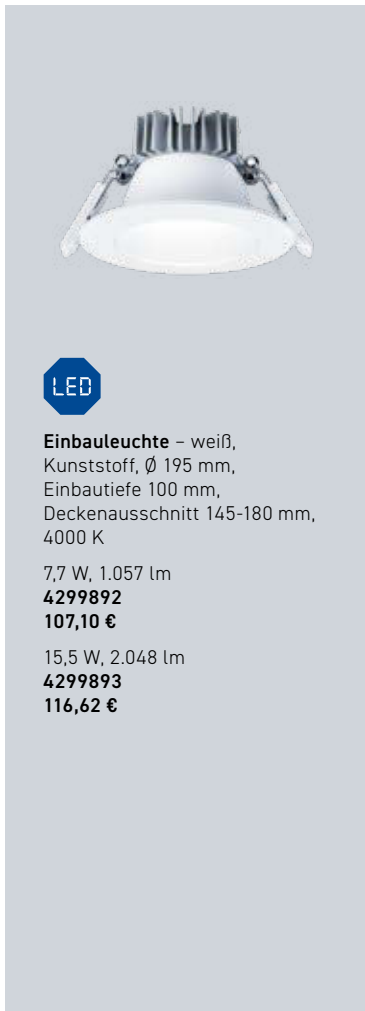 LED
Einbauleuchte – weiß,
Kunststoff, Ø 195 mm,
Einbautiefe 100 mm,
Deckenausschnitt 145-180 mm,
4000 K
7,7 W, 1.057 lm
4299892
107,10 €
15,5 W, 2.048 lm
4299893
116,62 €